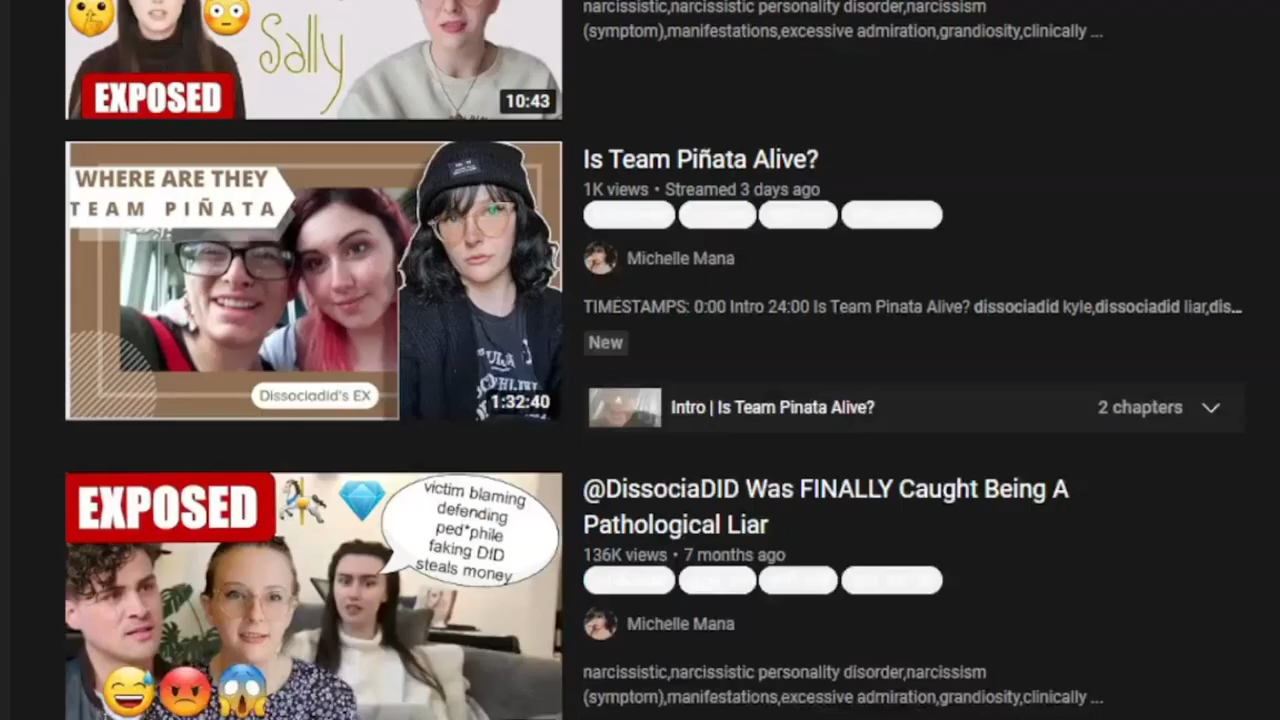 narcissistic,narcissistic personality disorder,narcissism
(symptom),manifestations,excessive admiration,grandiosity,clinically ...
Sally
EXPOSED
10:43
WHERE ARE THEY
TEAM PIÑATA
Dissociadid's EX
1:32:40
Is Team Piñata Alive?
1K views • Streamed 3 days ago
Michelle Mana
TIMESTAMPS: 0:00 Intro 24:00 Is Team Pinata Alive? dissociadid kyle,dissociadid liar,dis...
New
Intro | Is Team Pinata Alive?
2 chapters
EXPOSED
victim blaming
defending
ped*phile
faking DID
steals money
@DissociaDID Was FINALLY Caught Being A
Pathological Liar
136K views • 7 months ago
Michelle Mana
narcissistic,narcissistic personality disorder,narcissism
(symptom),manifestations,excessive admiration,grandiosity,clinically ...